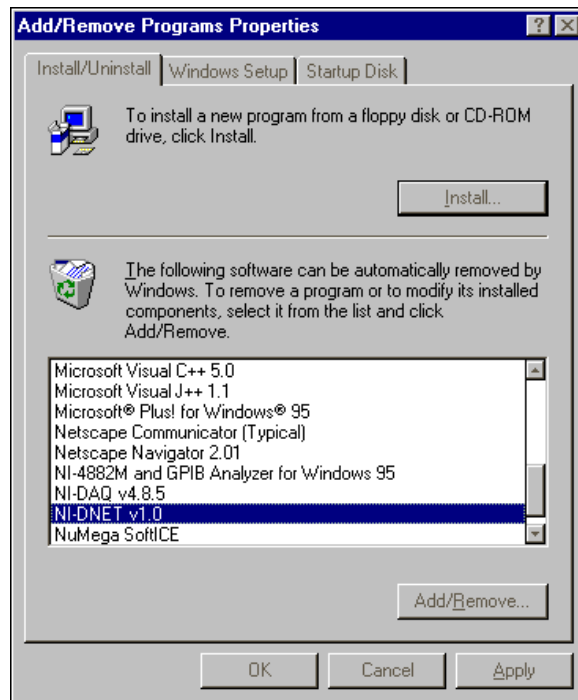 Add/Remove Programs Properties
Install/Uninstall
Windows Setup
Startup Disk
To install a new program from a floppy disk or CD-ROM
drive, click Install.
Install...
The following software can be automatically removed by
Windows. To remove a program or to modify its installed
components, select it from the list and click
Add/Remove.
Microsoft Visual C++ 5.0
Microsoft Visual J++ 1.1
Microsoft® Plus! for Windows® 95
Netscape Communicator (Typical)
Netscape Navigator 2.01
NI-4882M and GPIB Analyzer for Windows 95
NI-DAQ v4.8.5
NI-DNET v1.0
NuMega SoftICE
Add/Remove...
OK
Cancel
Apply